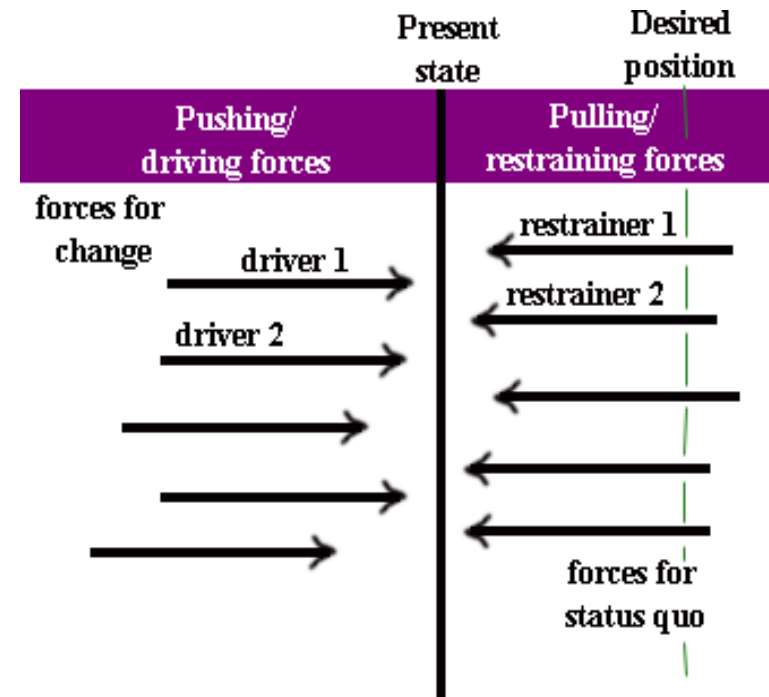 Present
state
Desired
position
Pushing/
driving forces
Pulling/
restraining forces
forces for
change
driver 1
restrainer 1
restrainer 2
driver 2
forces for
status quo